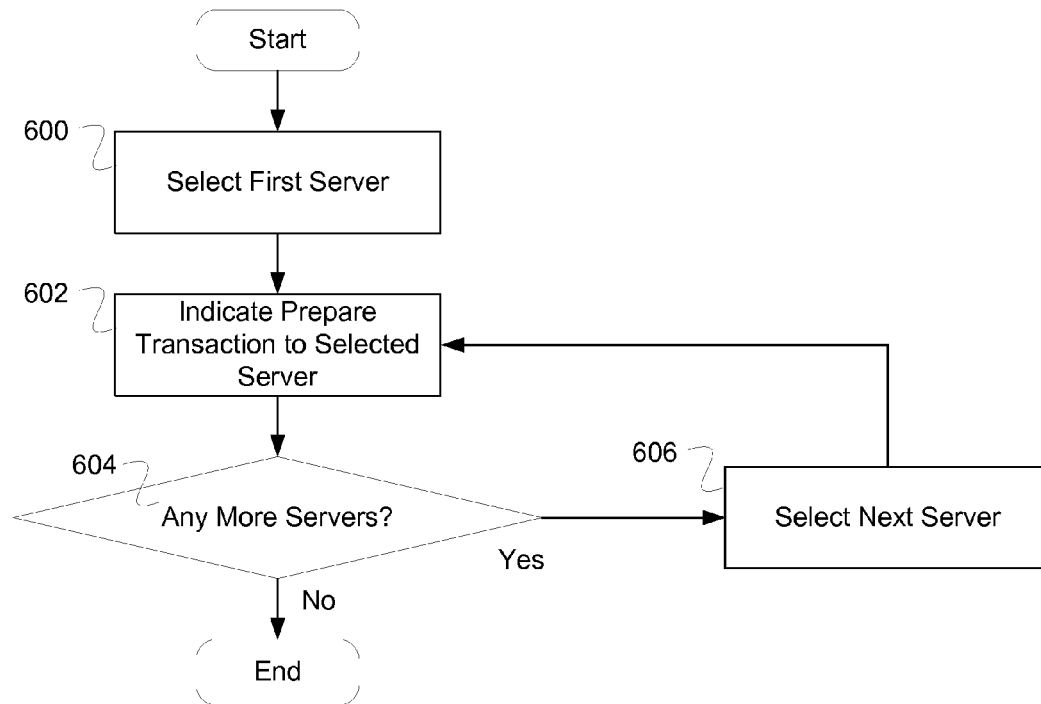 Start
600
Select First Server
602
Indicate Prepare
Transaction to Selected
Server
604
Any More Servers?
Yes
606
Select Next Server
No
End